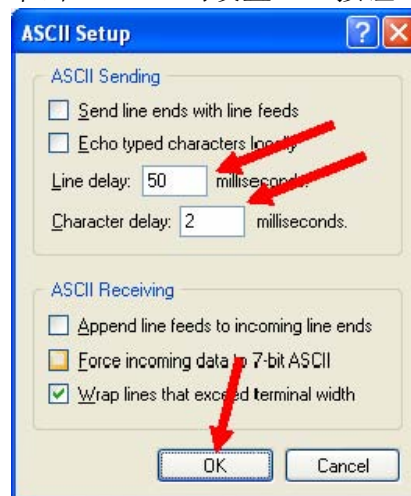 ASCII Setup
ASCII Sending
Send line ends with line feeds
Echo typed characters locally
Line delay: 50 milliseconds.
Character delay: 2 milliseconds.
ASCII Receiving
Append line feeds to incoming line ends
Force incoming data to 7-bit ASCII
Wrap lines that exceed terminal width
OK Cancel